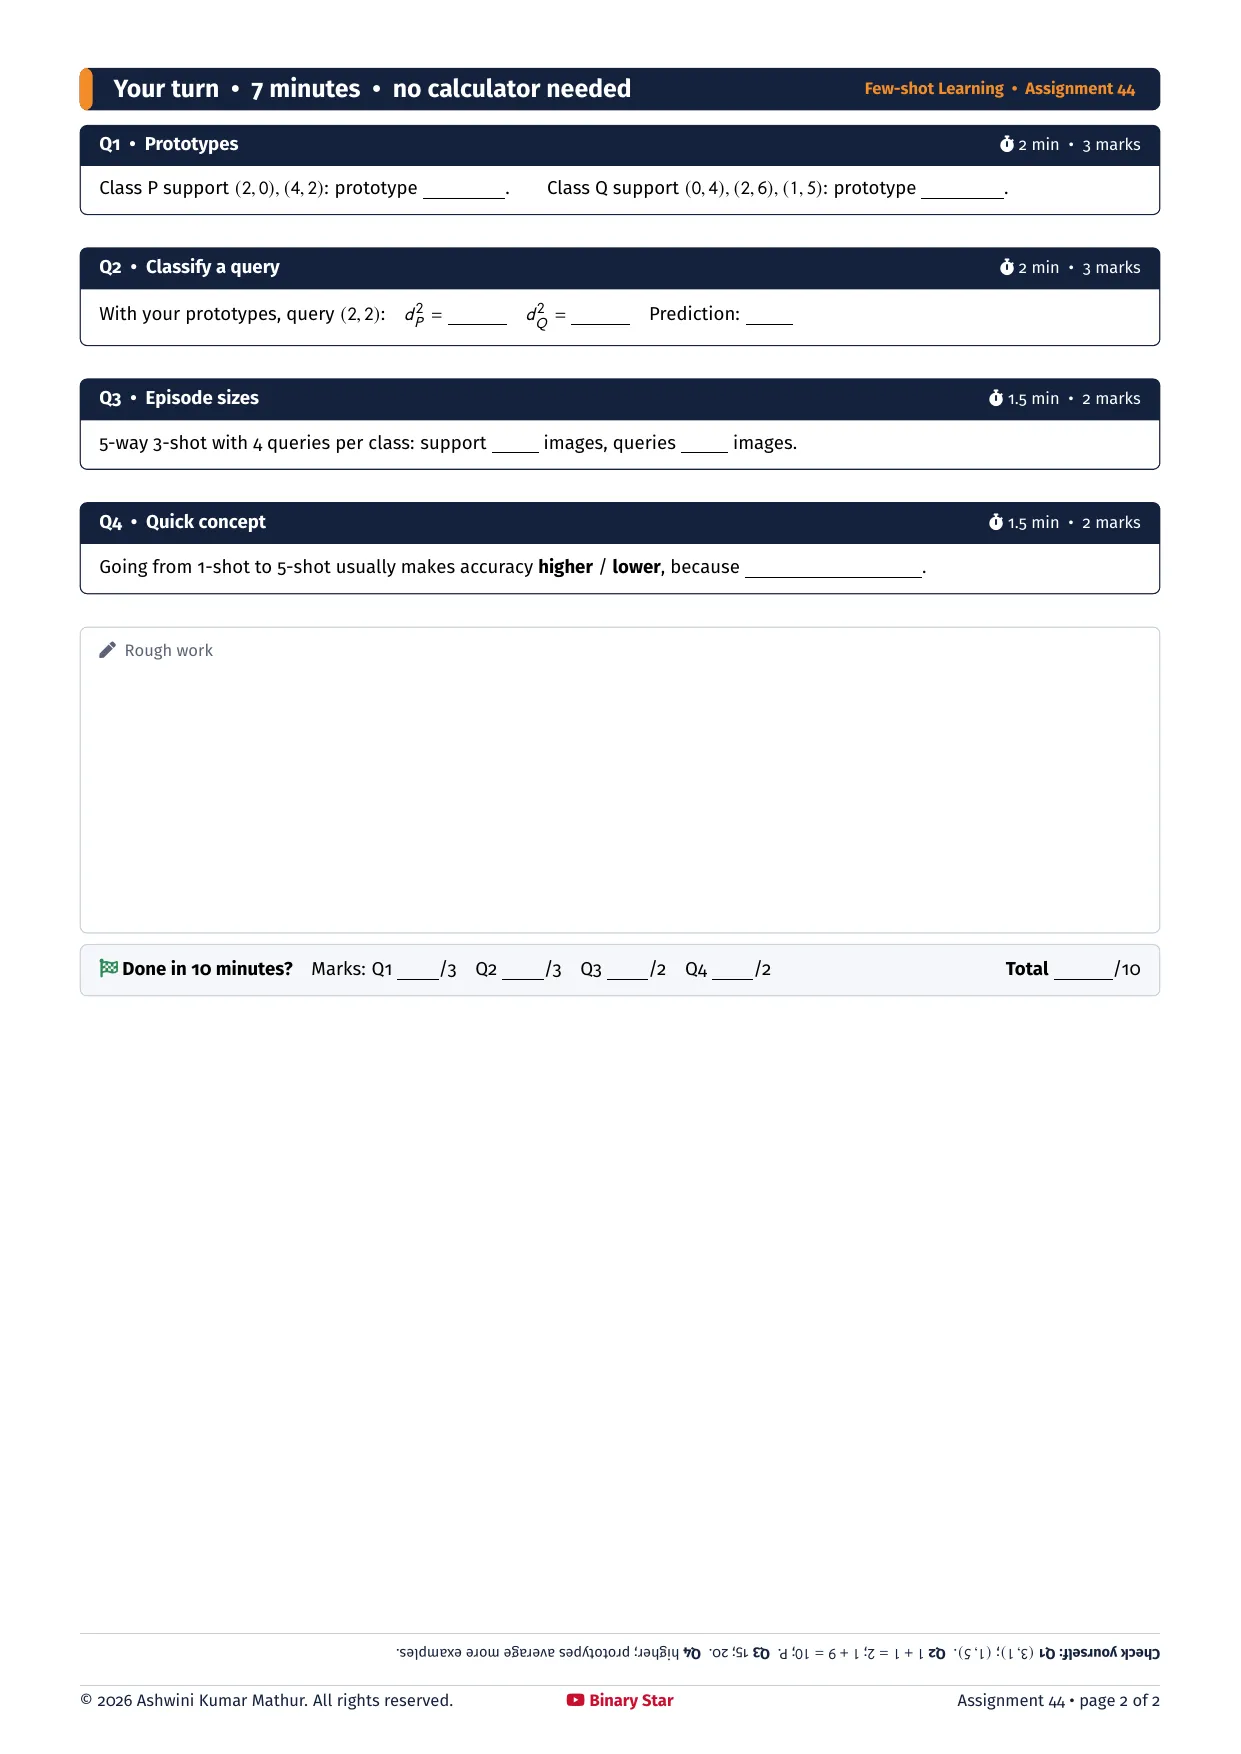 Your turn • 7 minutes • no calculator needed Few-shot Learning • Assignment 44
Q1 • Prototypes 2 min • 3 marks
Class P support (2, 0), (4, 2): prototype ________. Class Q support (0, 4), (2, 6), (1, 5): prototype ________.
Q2 • Classify a query 2 min • 3 marks
With your prototypes, query (2, 2): d²_P = ______ d²_Q = ______ Prediction: _____
Q3 • Episode sizes 1.5 min • 2 marks
5-way 3-shot with 4 queries per class: support _____ images, queries _____ images.
Q4 • Quick concept 1.5 min • 2 marks
Going from 1-shot to 5-shot usually makes accuracy higher / lower, because __________________.
Rough work
Done in 10 minutes? Marks: Q1 ____/3 Q2 ____/3 Q3 ____/2 Q4 ____/2 Total ______/10
Check yourself: Q1 (3, 1); (1, 5). Q2 1 + 1 = 2; 1 + 9 = 10; P. Q3 15; 20. Q4 higher; prototypes average more examples.
© 2026 Ashwini Kumar Mathur. All rights reserved. Binary Star Assignment 44 • page 2 of 2